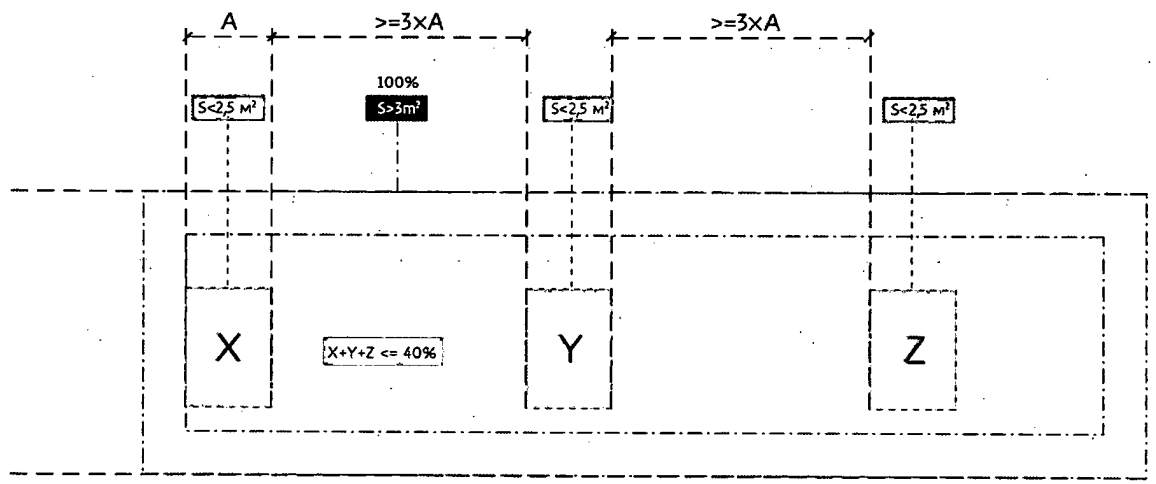 A >=3×A >=3×A
100%
S<2,5 м² S>3m² S<2,5 м² S<2,5 м²
X X+Y+Z <= 40% Y Z